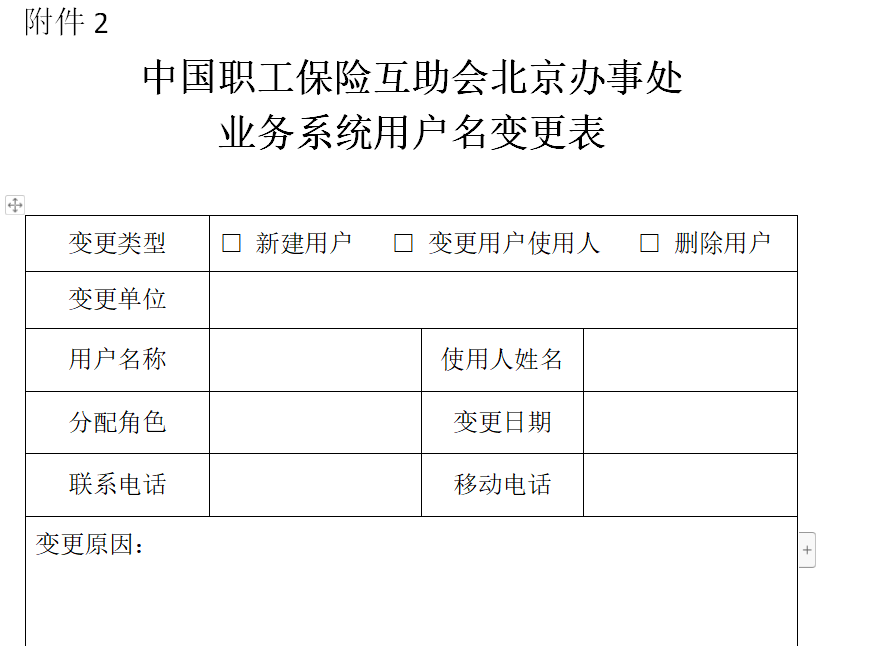 附件 2
中国职工保险互助会北京办事处
业务系统用户名变更表
变更类型 □ 新建用户 □ 变更用户使用人 □ 删除用户
变更单位
用户名称 使用人姓名
分配角色 变更日期
联系电话 移动电话
变更原因：